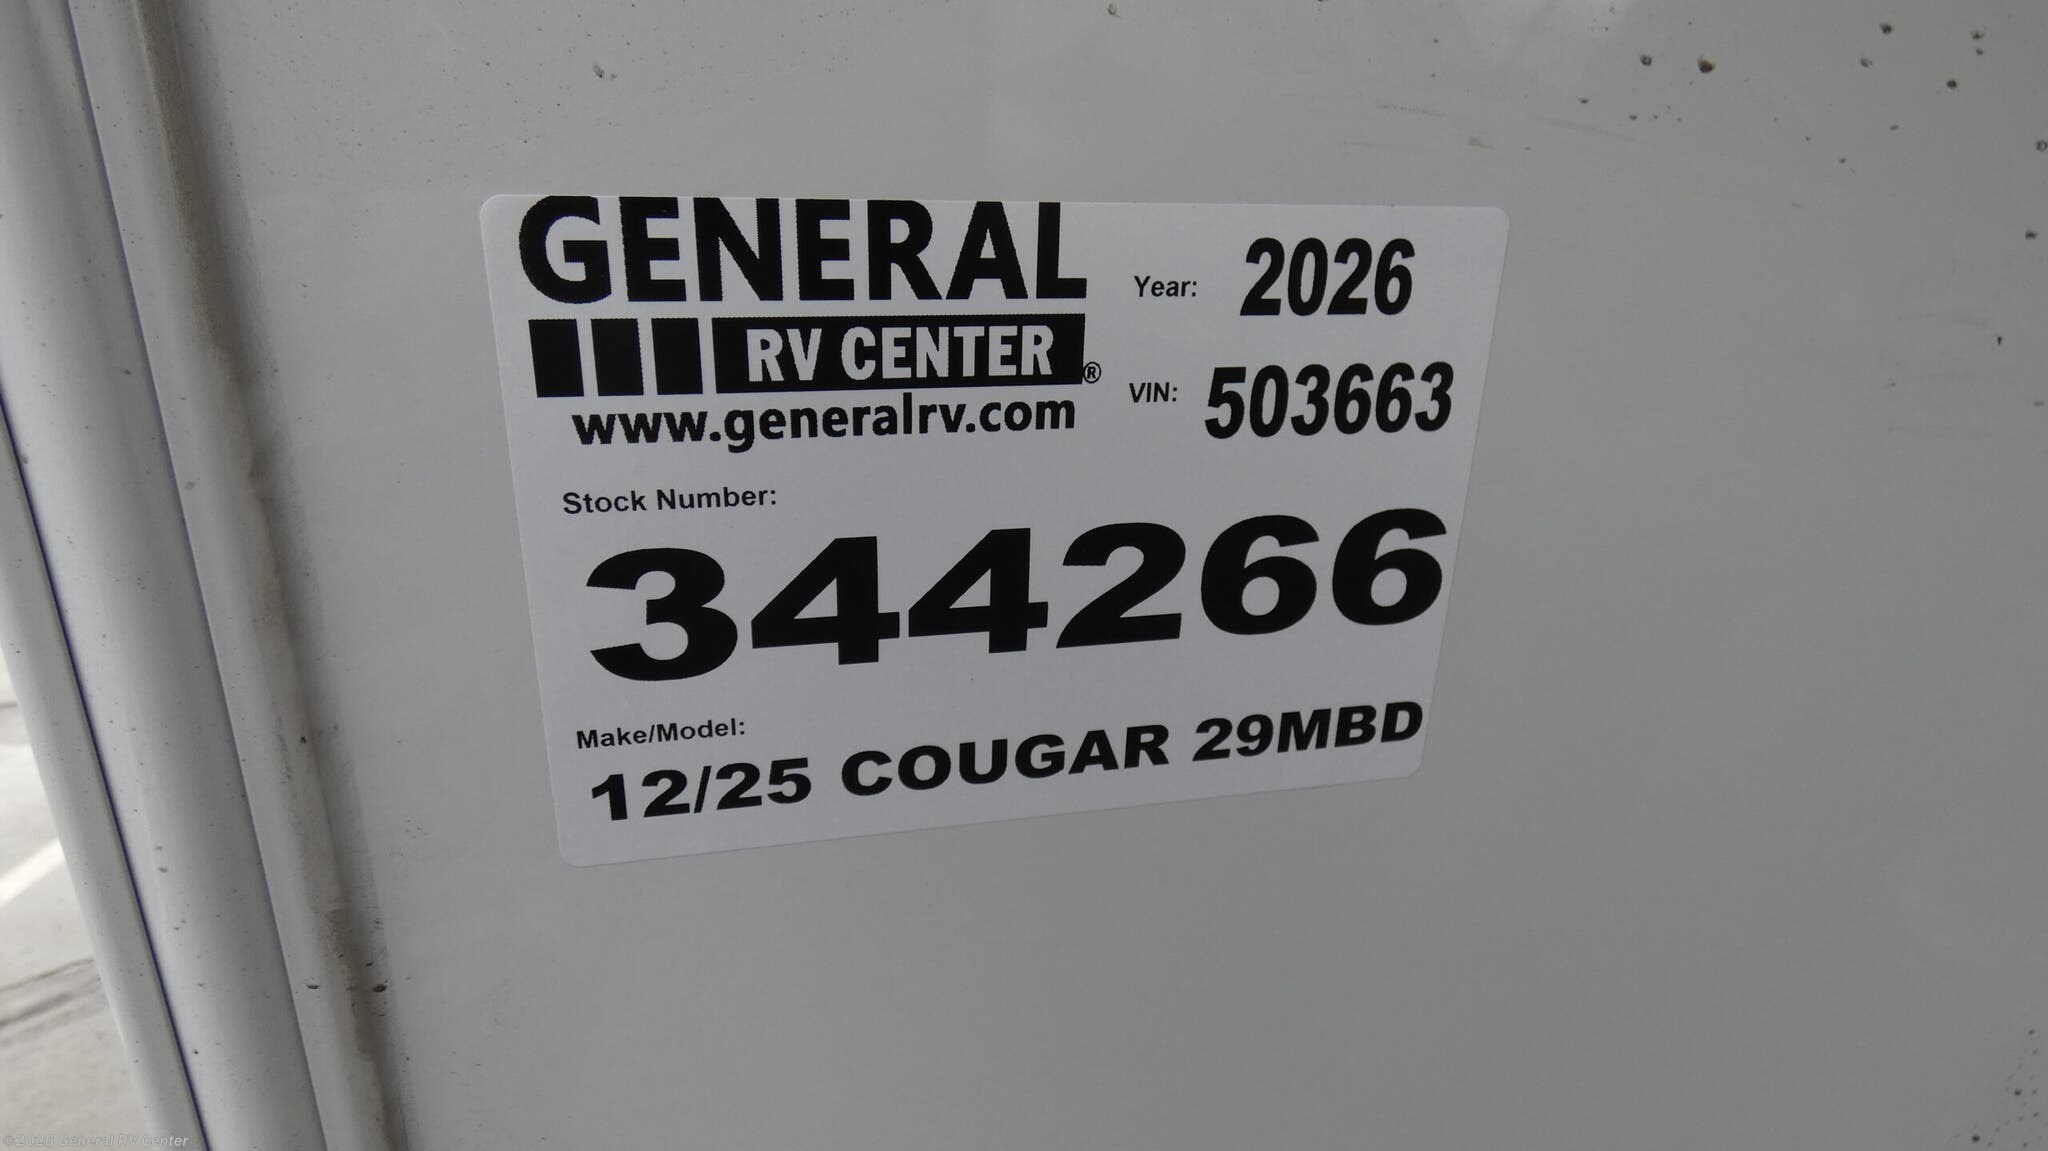 GENERAL
RV CENTER®
www.generalrv.com
Year: 2026
VIN: 503663
Stock Number:
344266
Make/Model:
12/25 COUGAR 29MBD
©2026 General RV Center